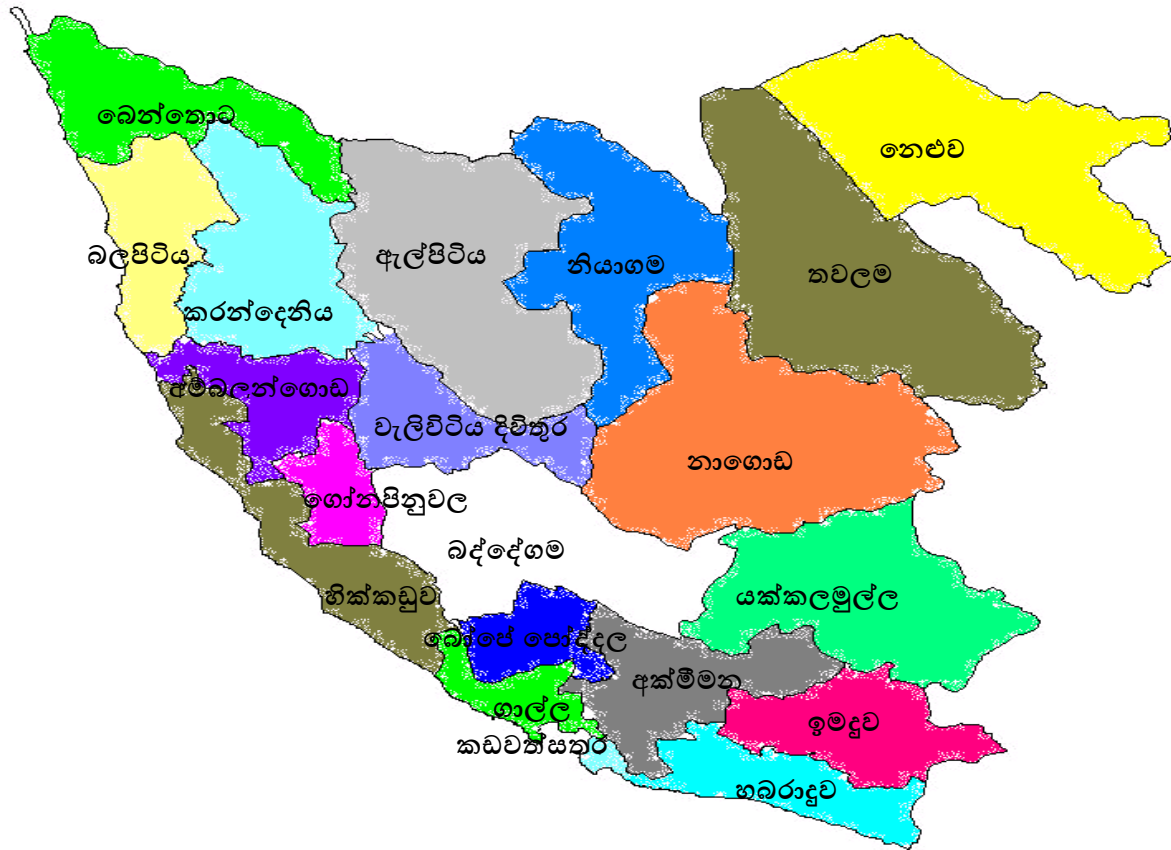 බෙන්තොට
නෙළුව
බලපිටිය
ඇල්පිටිය
නියාගම
තවලම
කරන්දෙනිය
අම්බලන්ගොඩ
වැලිවිටිය දිවිතුර
නාගොඩ
ගෝනපිනුවල
බද්දේගම
හික්කඩුව
යක්කලමුල්ල
බෝපේ පෝද්දල
අක්මීමන
ගාල්ල
කඩවත්සතර
ඉමදුව
හබරාදුව